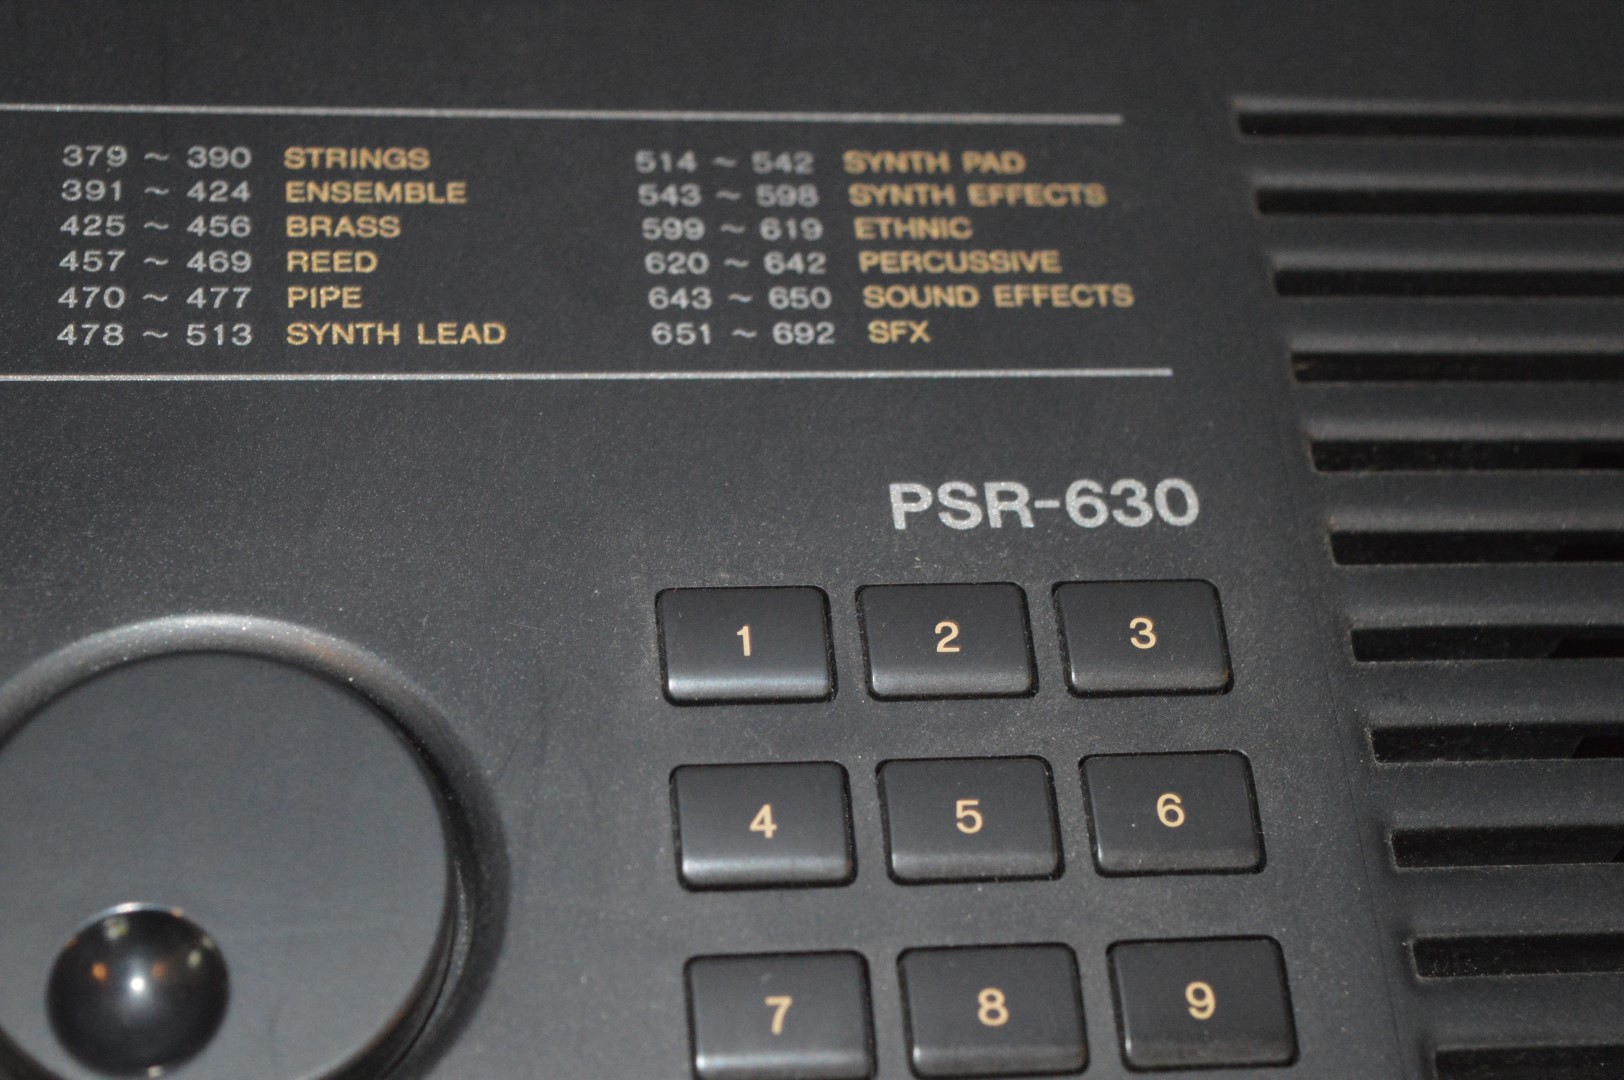 379 ~ 390 STRINGS
391 ~ 424 ENSEMBLE
425 ~ 456 BRASS
457 ~ 469 REED
470 ~ 477 PIPE
478 ~ 513 SYNTH LEAD
514 ~ 542 SYNTH PAD
543 ~ 598 SYNTH EFFECTS
599 ~ 619 ETHNIC
620 ~ 642 PERCUSSIVE
643 ~ 650 SOUND EFFECTS
651 ~ 692 SFX
PSR-630
1 2 3
4 5 6
7 8 9